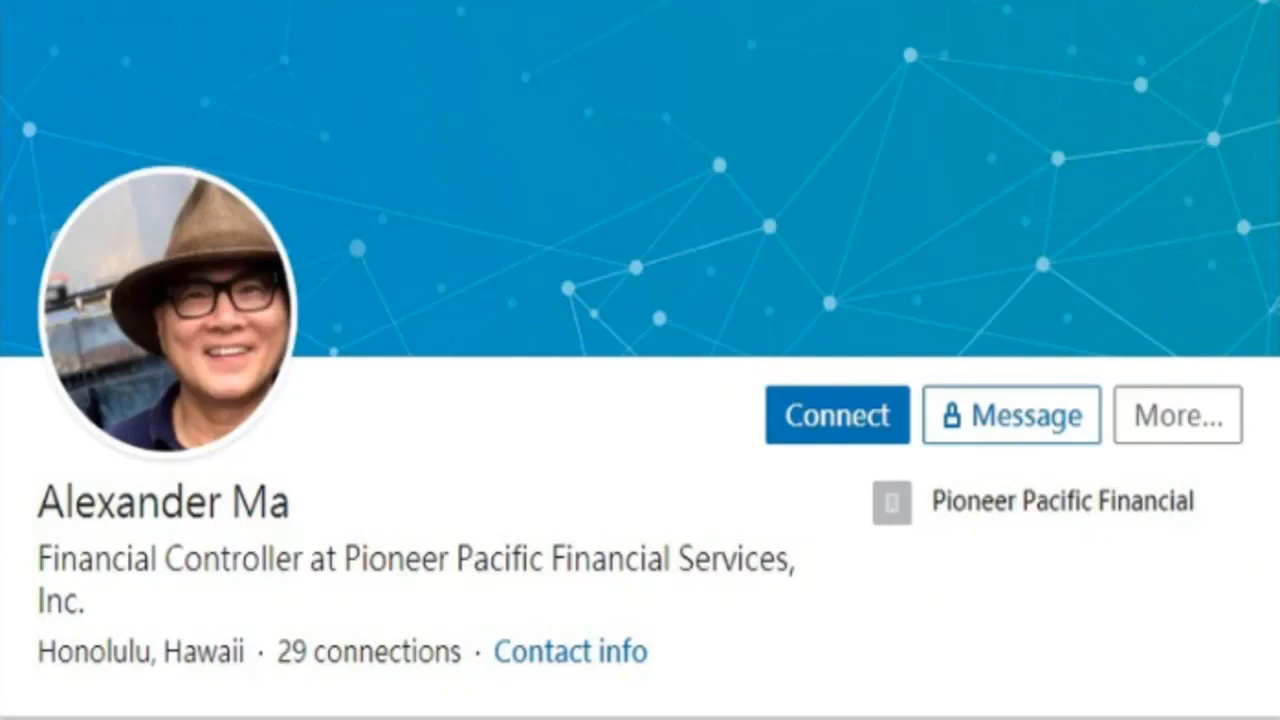 Connect
Message
More...
Alexander Ma
Pioneer Pacific Financial
Financial Controller at Pioneer Pacific Financial Services,
Inc.
Honolulu, Hawaii · 29 connections · Contact info